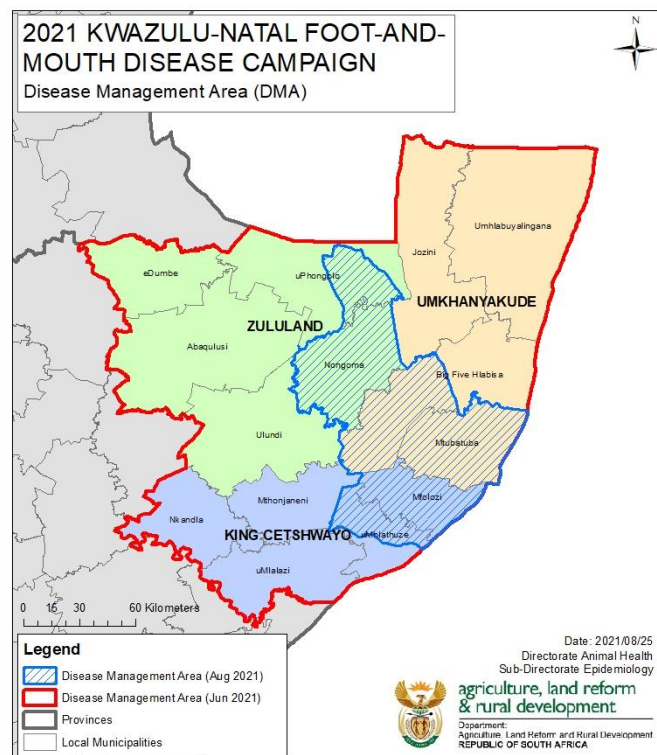 2021 KWAZULU-NATAL FOOT-AND-
MOUTH DISEASE CAMPAIGN
Disease Management Area (DMA)
N
Umhlabuyalingana
Jozini
eDumbe
uPhongolo
UMKHANYAKUDE
ZULULAND
Abaqulusi
Nongoma
Big Five Hlabisa
Ulundi
Mtubatuba
Mthonjaneni
Mfolozi
Nkandla
KING CETSHWAYO
uMhlathuze
uMlalazi
0 15 30 60 Kilometers
Legend
Disease Management Area (Aug 2021)
Disease Management Area (Jun 2021)
Provinces
Local Municipalities
Date: 2021/08/25
Directorate Animal Health
Sub-Directorate Epidemiology
agriculture, land reform
& rural development
Department:
Agriculture, Land Reform and Rural Development
REPUBLIC OF SOUTH AFRICA